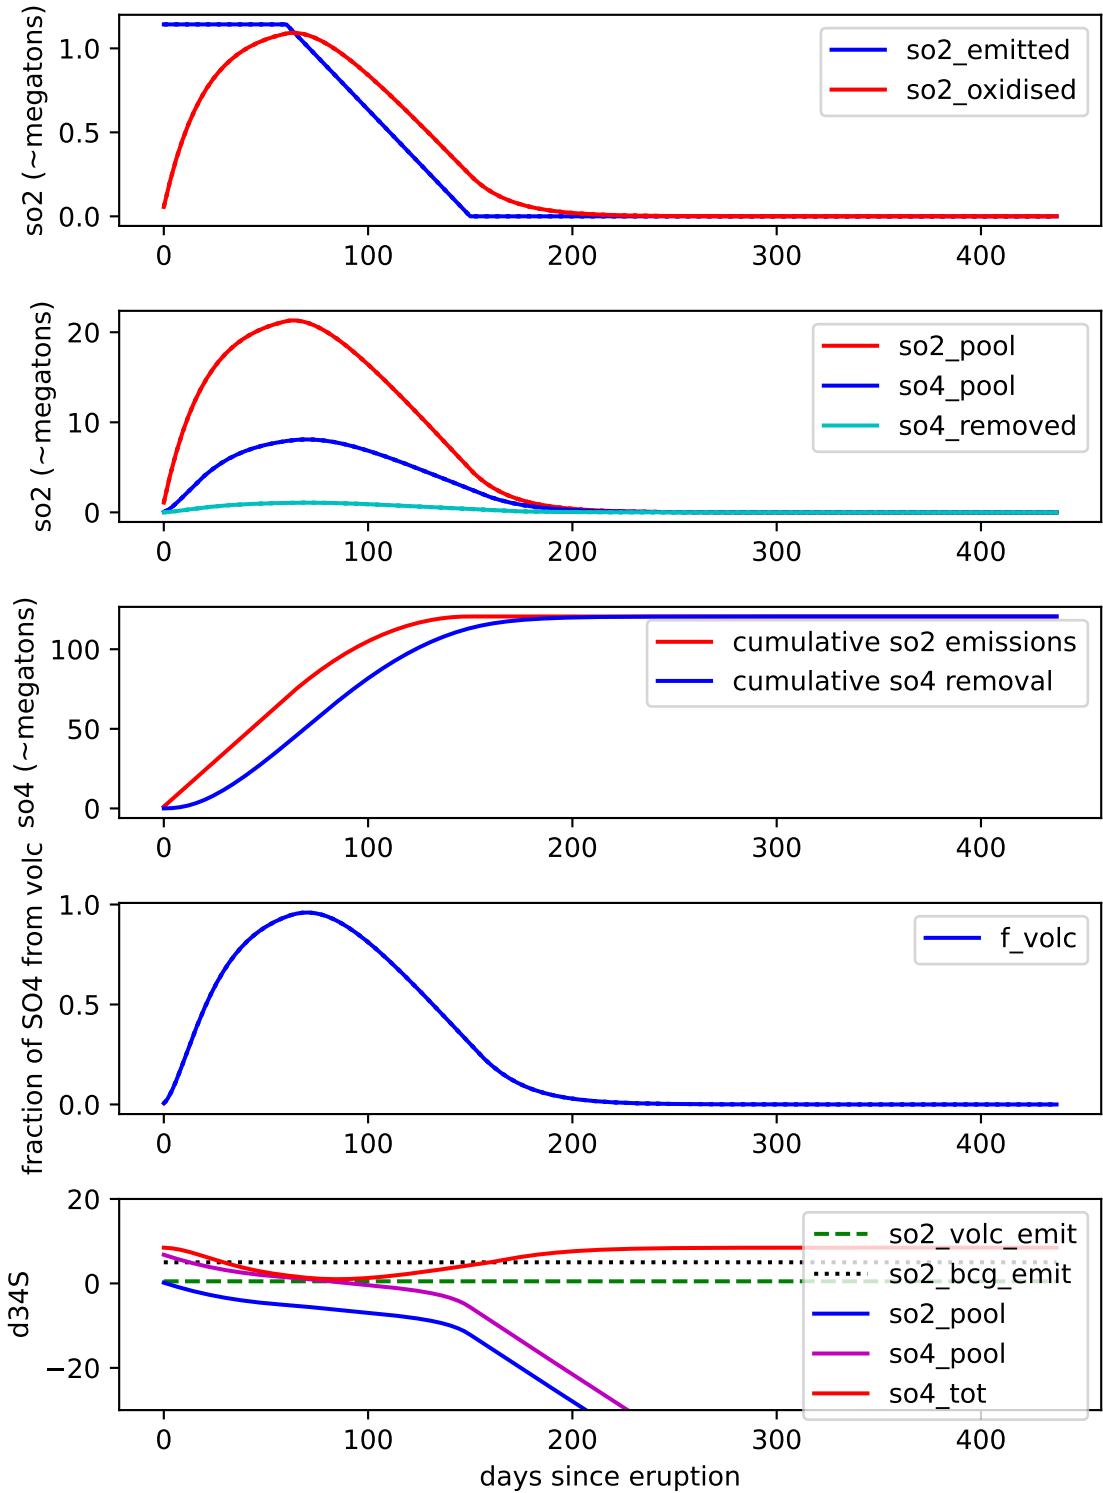 so2 (~megatons)
1.0
0.5
0.0
so2_emitted
so2_oxidised
0 100 200 300 400
so2 (~megatons)
20
10
0
so2_pool
so4_pool
so4_removed
0 100 200 300 400
so4 (~megatons)
100
50
0
cumulative so2 emissions
cumulative so4 removal
0 100 200 300 400
fraction of SO4 from volc
1.0
0.5
0.0
f_volc
0 100 200 300 400
d34S
20
0
−20
so2_volc_emit
so2_bcg_emit
so2_pool
so4_pool
so4_tot
0 100 200 300 400
days since eruption